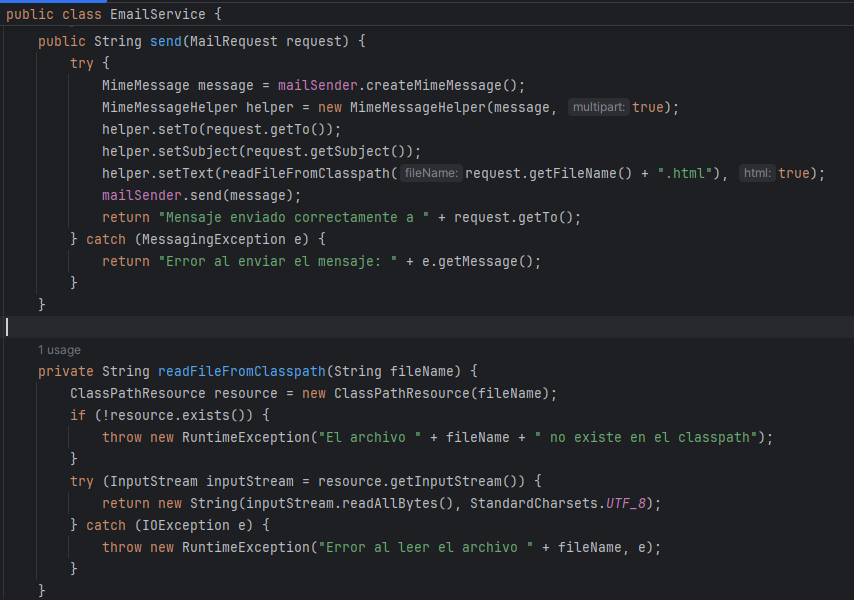 public class EmailService {
    public String send(MailRequest request) {
        try {
            MimeMessage message = mailSender.createMimeMessage();
            MimeMessageHelper helper = new MimeMessageHelper(message, multipart: true);
            helper.setTo(request.getTo());
            helper.setSubject(request.getSubject());
            helper.setText(readFileFromClasspath( fileName: request.getFileName() + ".html"), html: true);
            mailSender.send(message);
            return "Mensaje enviado correctamente a " + request.getTo();
        } catch (MessagingException e) {
            return "Error al enviar el mensaje: " + e.getMessage();
        }
    }
    1 usage
    private String readFileFromClasspath(String fileName) {
        ClassPathResource resource = new ClassPathResource(fileName);
        if (!resource.exists()) {
            throw new RuntimeException("El archivo " + fileName + " no existe en el classpath");
        }
        try (InputStream inputStream = resource.getInputStream()) {
            return new String(inputStream.readAllBytes(), StandardCharsets.UTF_8);
        } catch (IOException e) {
            throw new RuntimeException("Error al leer el archivo " + fileName, e);
        }
    }